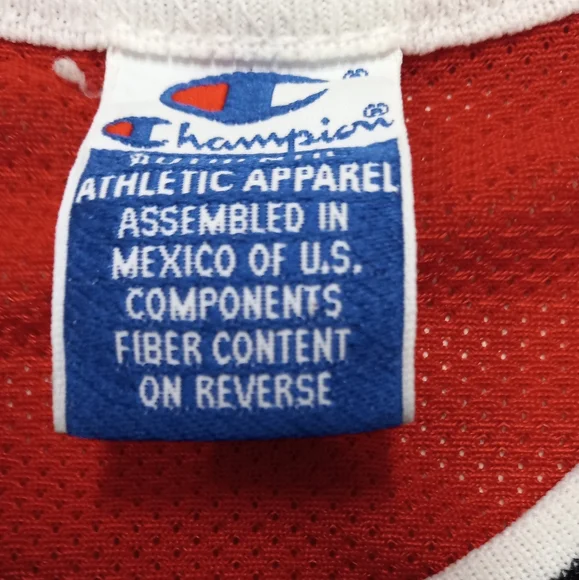 Champion®
ATHLETIC APPAREL
ASSEMBLED IN
MEXICO OF U.S.
COMPONENTS
FIBER CONTENT
ON REVERSE